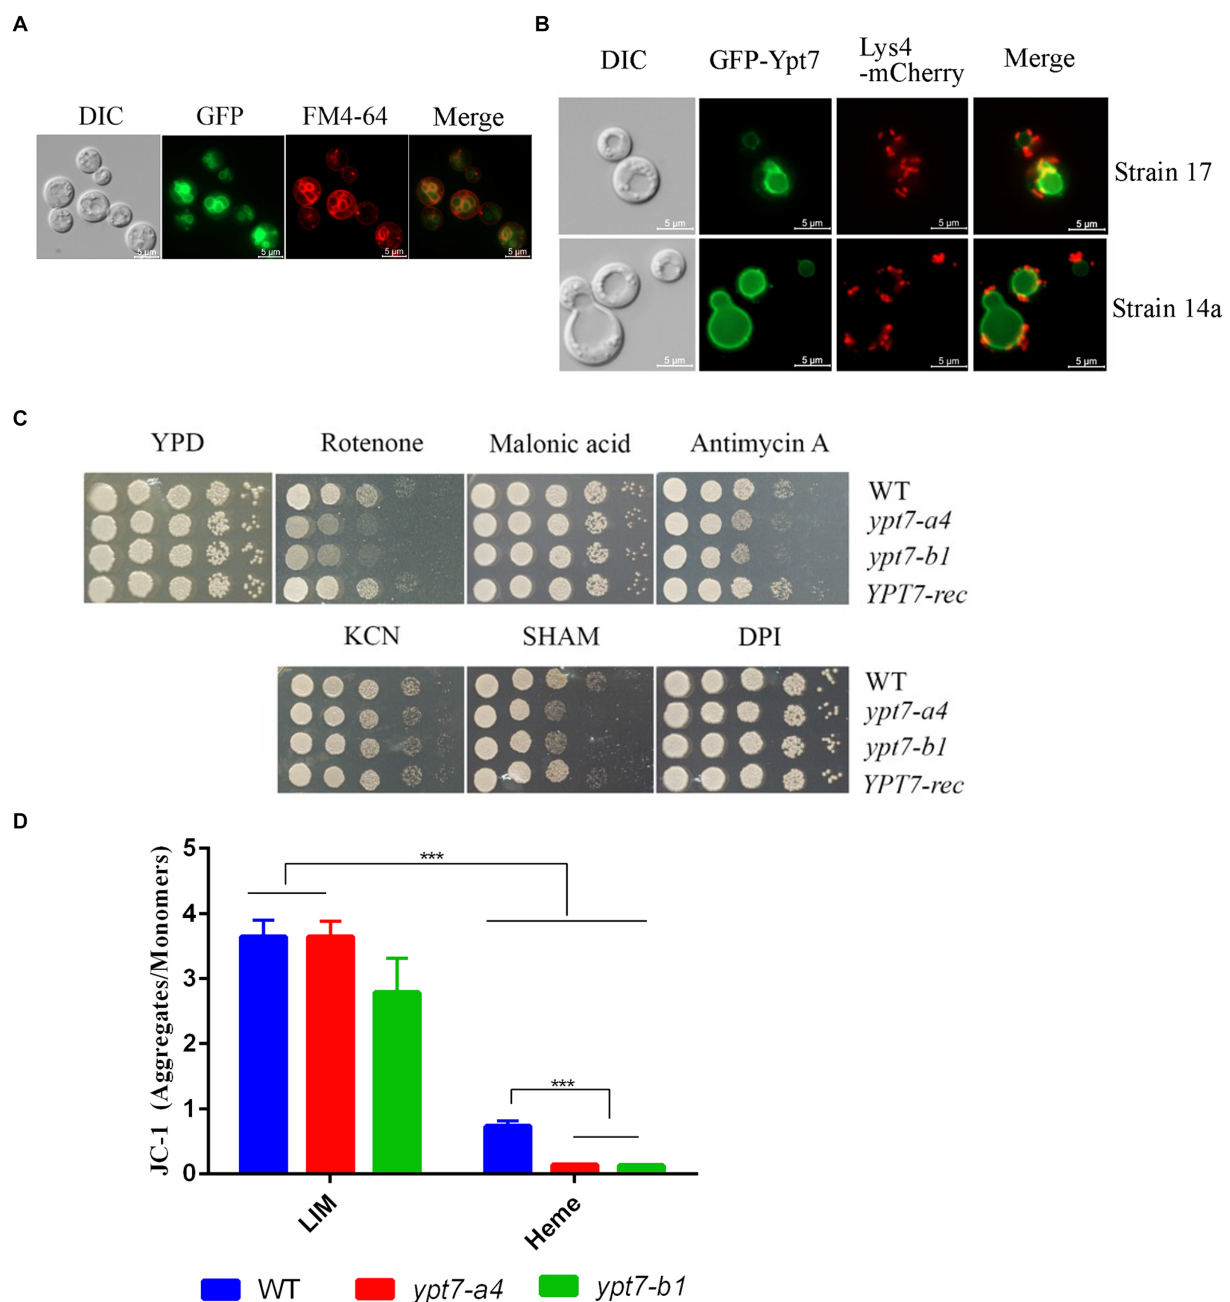 A
DIC GFP FM4-64 Merge
5 μm 5 μm 5 μm 5 μm
B
DIC GFP-Ypt7 Lys4 -mCherry Merge
5 μm 5 μm 5 μm 5 μm Strain 17
5 μm 5 μm 5 μm 5 μm Strain 14a
C
YPD Rotenone Malonic acid Antimycin A
WT
ypt7-a4
ypt7-b1
YPT7-rec
KCN SHAM DPI
WT
ypt7-a4
ypt7-b1
YPT7-rec
D
JC-1 (Aggregates/Monomers)
5
4
3
2
1
0
***
***
LIM Heme
WT ypt7-a4 ypt7-b1